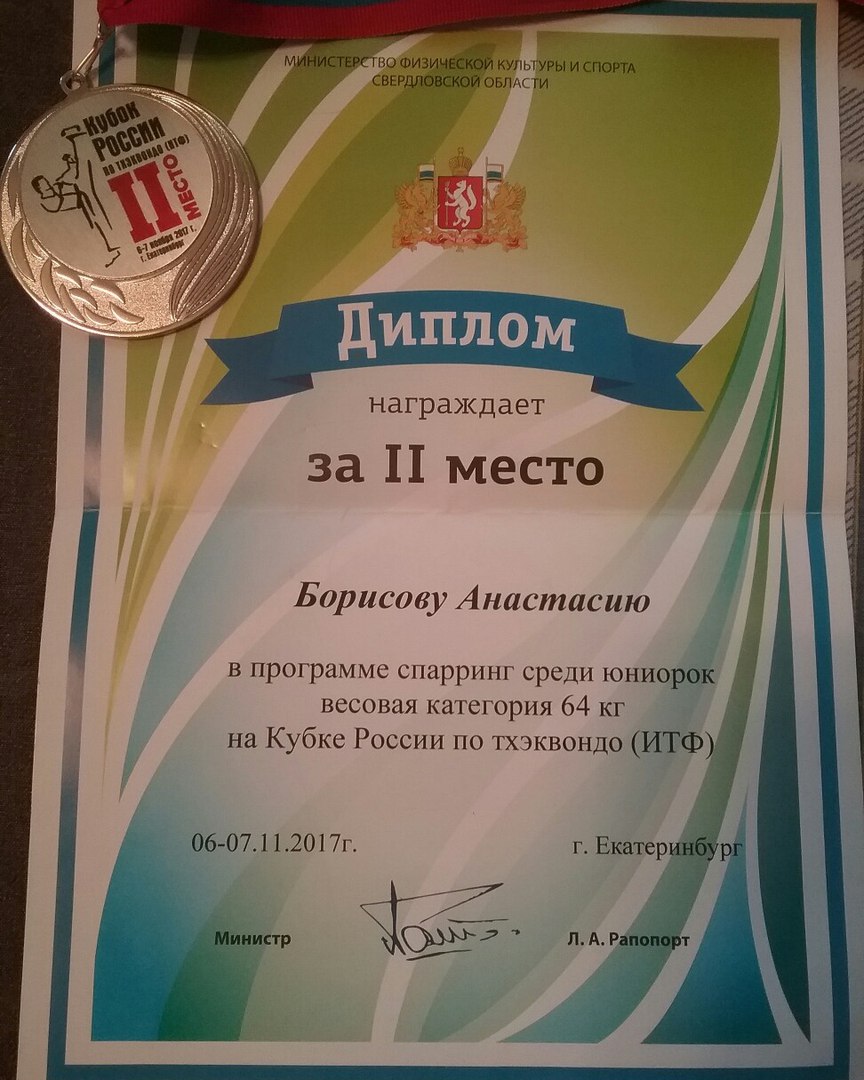 МИНИСТЕРСТВО ФИЗИЧЕСКОЙ КУЛЬТУРЫ И СПОРТА
СВЕРДЛОВСКОЙ ОБЛАСТИ
Кубок
РОССИИ
ПО ТХЭКВОНДО (ИТФ)
II МЕСТО
6-7 ноября 2017 г.
г. Екатеринбург
Диплом
награждает
за II место
Борисову Анастасию
в программе спарринг среди юниорок
весовая категория 64 кг
на Кубке России по тхэквондо (ИТФ)
06-07.11.2017г. г. Екатеринбург
Министр Л. А. Рапопорт